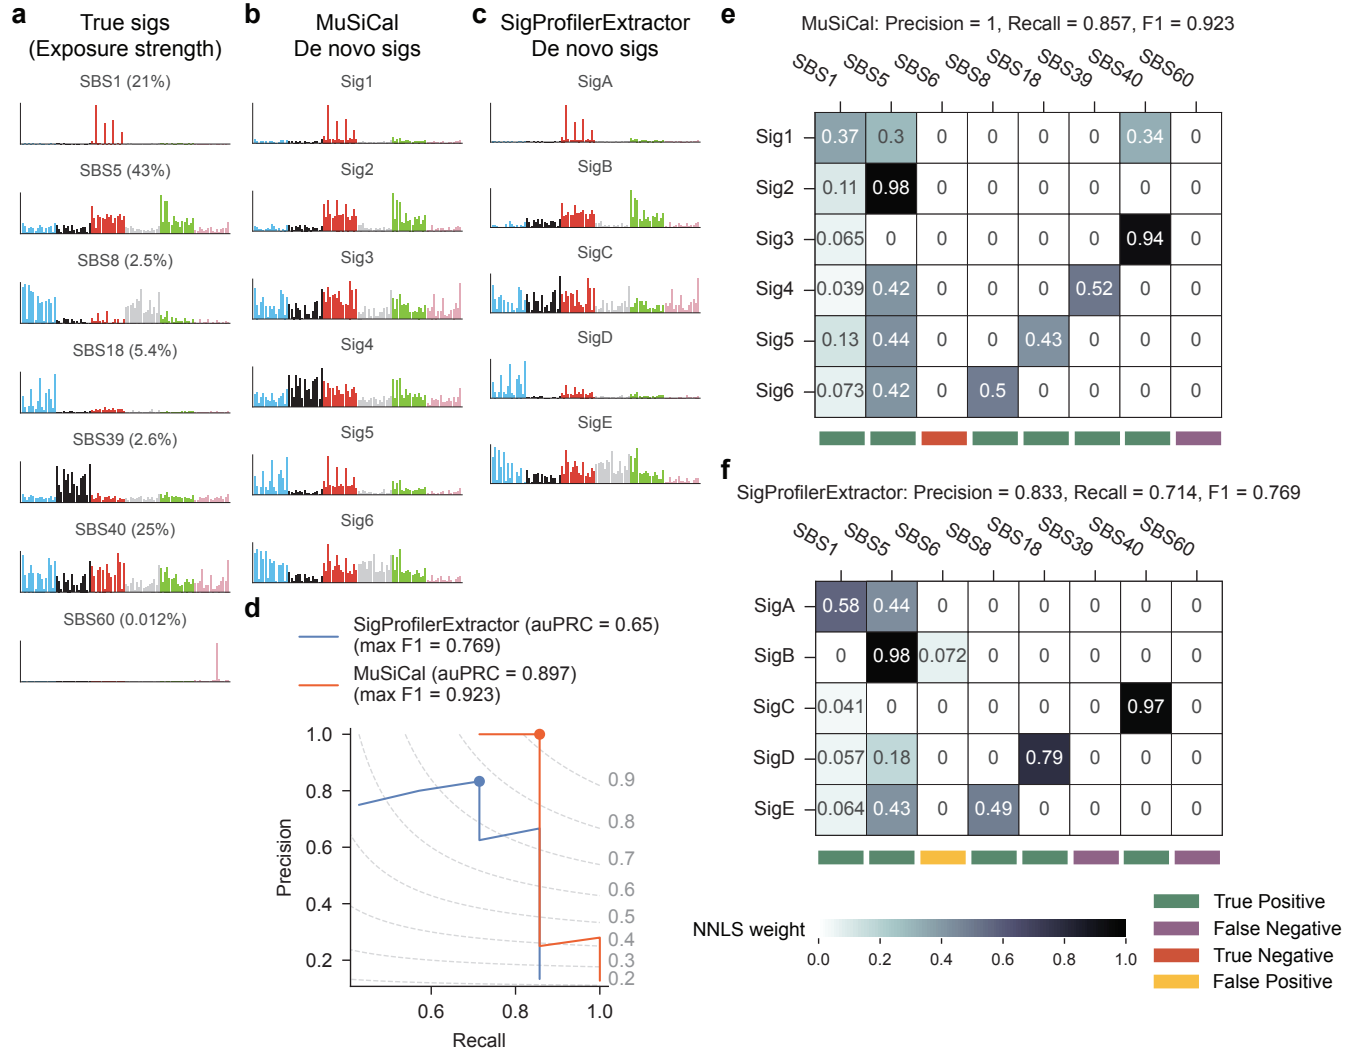 a
True sigs
(Exposure strength)
SBS1 (21%)
SBS5 (43%)
SBS8 (2.5%)
SBS18 (5.4%)
SBS39 (2.6%)
SBS40 (25%)
SBS60 (0.012%)
b
MuSiCal
De novo sigs
Sig1
Sig2
Sig3
Sig4
Sig5
Sig6
c
SigProfilerExtractor
De novo sigs
SigA
SigB
SigC
SigD
SigE
d
SigProfilerExtractor (auPRC = 0.65)
(max F1 = 0.769)
MuSiCal (auPRC = 0.897)
(max F1 = 0.923)
Precision
1.0
0.8
0.6
0.4
0.2
0.9
0.8
0.7
0.6
0.5
0.4
0.3
0.2
0.6 0.8 1.0
Recall
e
MuSiCal: Precision = 1, Recall = 0.857, F1 = 0.923
SBS1 SBS5 SBS6 SBS8 SBS18 SBS39 SBS40 SBS60
Sig1 0.37 0.3 0 0 0 0 0.34 0
Sig2 0.11 0.98 0 0 0 0 0 0
Sig3 0.065 0 0 0 0 0 0.94 0
Sig4 0.039 0.42 0 0 0 0.52 0 0
Sig5 0.13 0.44 0 0 0.43 0 0 0
Sig6 0.073 0.42 0 0.5 0 0 0 0
f
SigProfilerExtractor: Precision = 0.833, Recall = 0.714, F1 = 0.769
SBS1 SBS5 SBS6 SBS8 SBS18 SBS39 SBS40 SBS60
SigA 0.58 0.44 0 0 0 0 0 0
SigB 0 0.98 0.072 0 0 0 0 0
SigC 0.041 0 0 0 0 0 0.97 0
SigD 0.057 0.18 0 0 0.79 0 0 0
SigE 0.064 0.43 0 0.49 0 0 0 0
NNLS weight
0.0 0.2 0.4 0.6 0.8 1.0
True Positive
False Negative
True Negative
False Positive